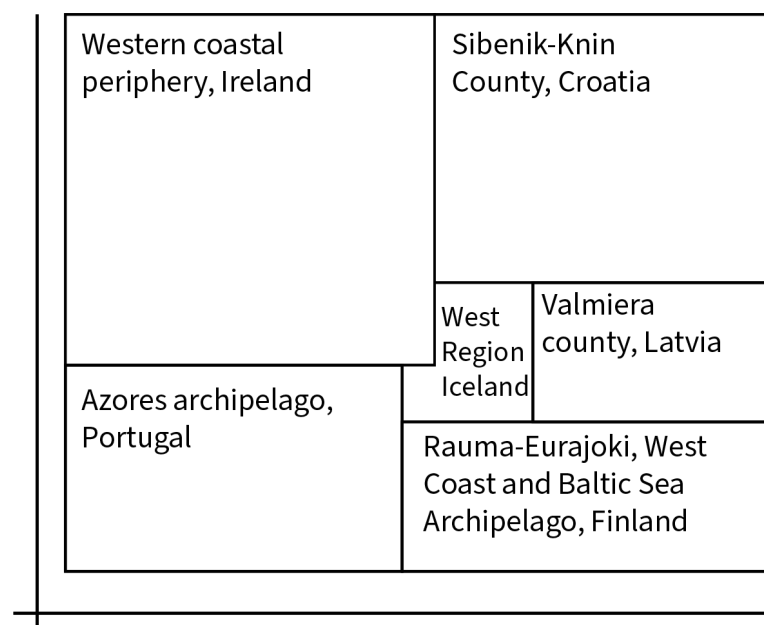 Western coastal
periphery, Ireland
Sibenik-Knin
County, Croatia
West
Region
Iceland
Valmiera
county, Latvia
Azores archipelago,
Portugal
Rauma-Eurajoki, West
Coast and Baltic Sea
Archipelago, Finland